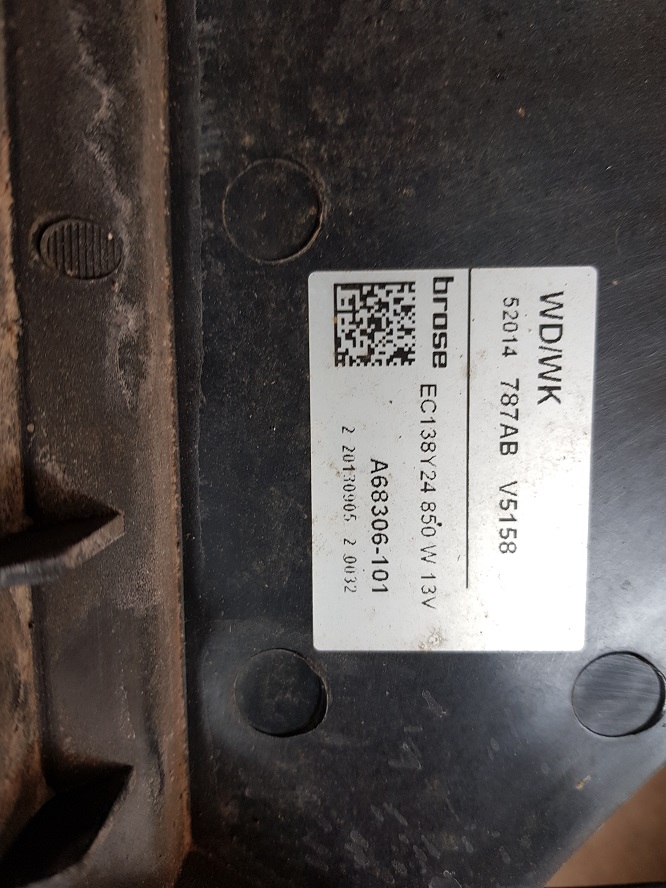 WD/WK
52014 787AB V5158
brose EC138Y24 850 W 13V
A68306-101
2 20130905 2 0032